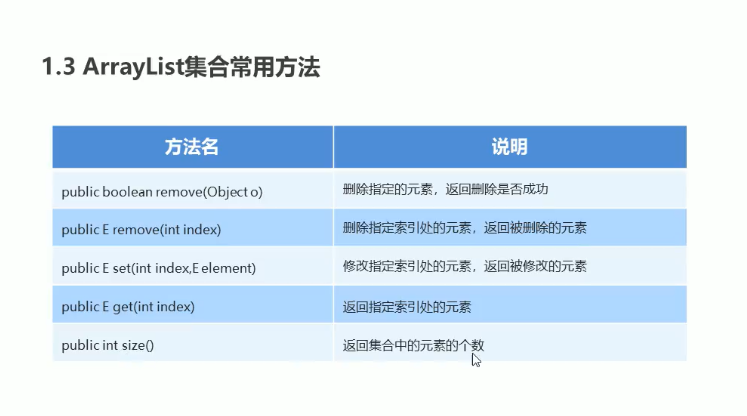 1.3 ArrayList集合常用方法
方法名 说明
public boolean remove(Object o) 删除指定的元素，返回删除是否成功
public E remove(int index) 删除指定索引处的元素，返回被删除的元素
public E set(int index,E element) 修改指定索引处的元素，返回被修改的元素
public E get(int index) 返回指定索引处的元素
public int size() 返回集合中的元素的个数